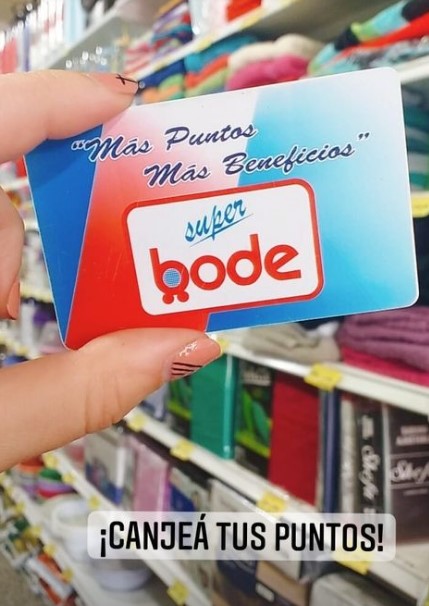 “Más Puntos
Más Beneficios”
super
bode
¡CANJEÁ TUS PUNTOS!